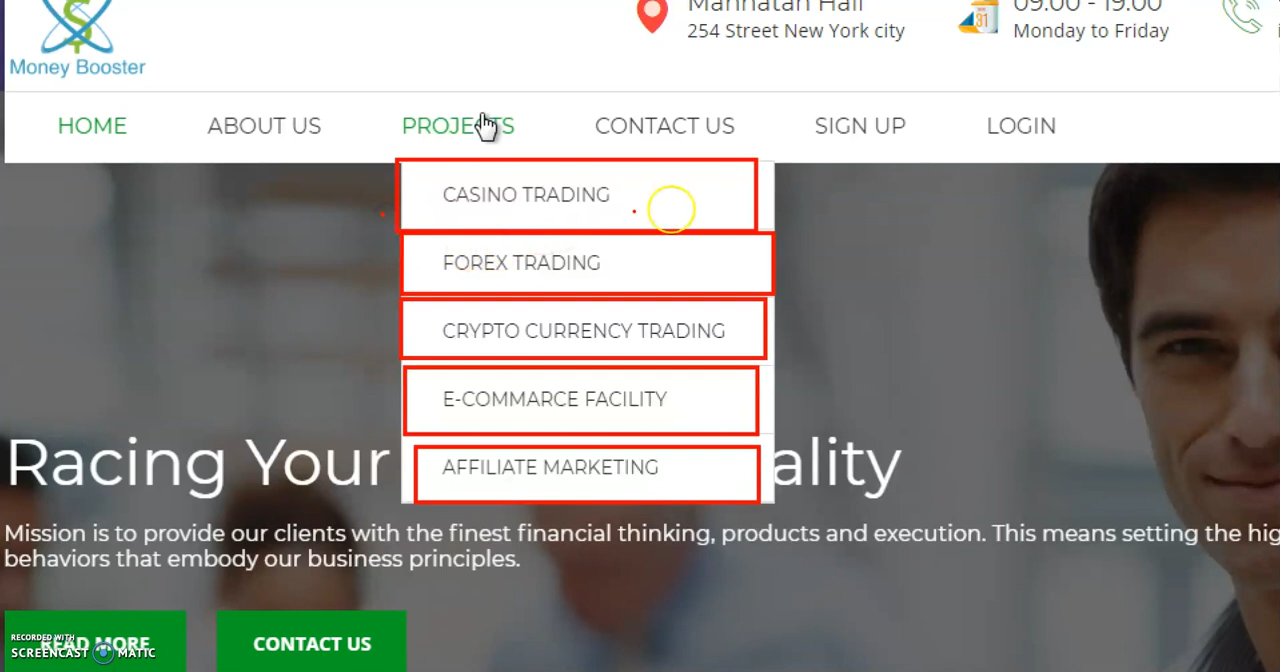 Manhatan Hall
254 Street New York city
09.00 - 19.00
Monday to Friday
31
$
Money Booster
HOME
ABOUT US
PROJECTS
CONTACT US
SIGN UP
LOGIN
CASINO TRADING
FOREX TRADING
CRYPTO CURRENCY TRADING
E-COMMARCE FACILITY
AFFILIATE MARKETING
Racing Your ality
Mission is to provide our clients with the finest financial thinking, products and execution. This means setting the hig
behaviors that embody our business principles.
READ MORE
CONTACT US
RECORDED WITH
SCREENCAST MATIC